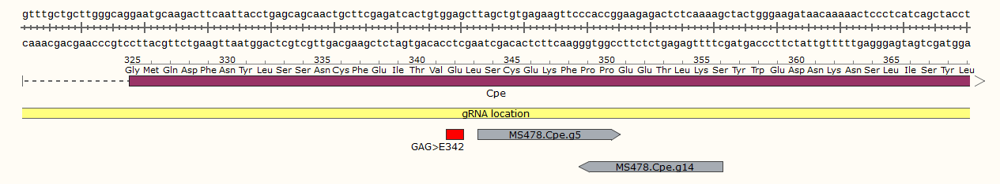 gtttgctgcttgggcaggaatgcaagacttcaattacctgagcagcaactgcttcgagatcactgtggagcttagctgtgagaagttcccaccggaagagactctcaaaagctactgggaagataacaaaaactccctcatcagctacct
caaacgacgaacccgtccttacgttctgaagttaatggactcgtcgttgacgaagctctagtgacacctcgaatcgacactcttcaagggtggccttctctgagagttttcgatgacccttctattgtttttgagggagtagtcgatgga
325 330 335 340 345 350 355 360 365
Gly Met Gln Asp Phe Asn Tyr Leu Ser Ser Asn Cys Phe Glu Ile Thr Val Glu Leu Ser Cys Glu Lys Phe Pro Pro Glu Glu Thr Leu Lys Ser Tyr Trp Glu Asp Asn Lys Asn Ser Leu Ile Ser Tyr Leu
Cpe
gRNA location
MS478.Cpe.g5
GAG>E342
MS478.Cpe.g14